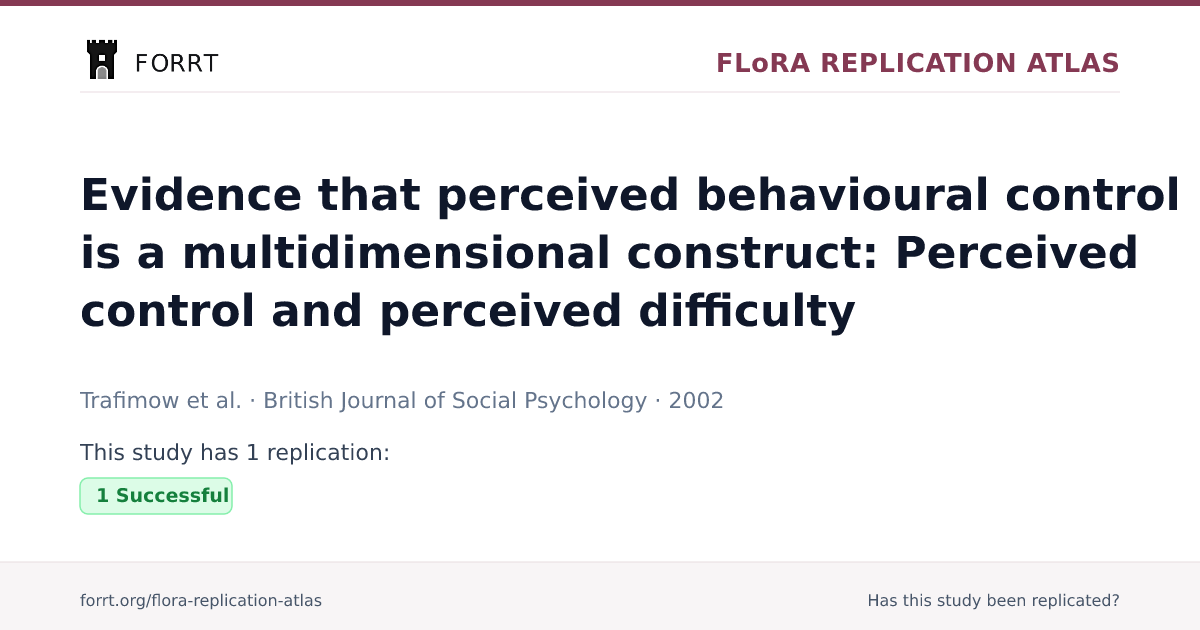 FORRT
FLoRA REPLICATION ATLAS
Evidence that perceived behavioural control
is a multidimensional construct: Perceived
control and perceived difficulty
Trafimow et al. · British Journal of Social Psychology · 2002
This study has 1 replication:
1 Successful
forrt.org/flora-replication-atlas
Has this study been replicated?